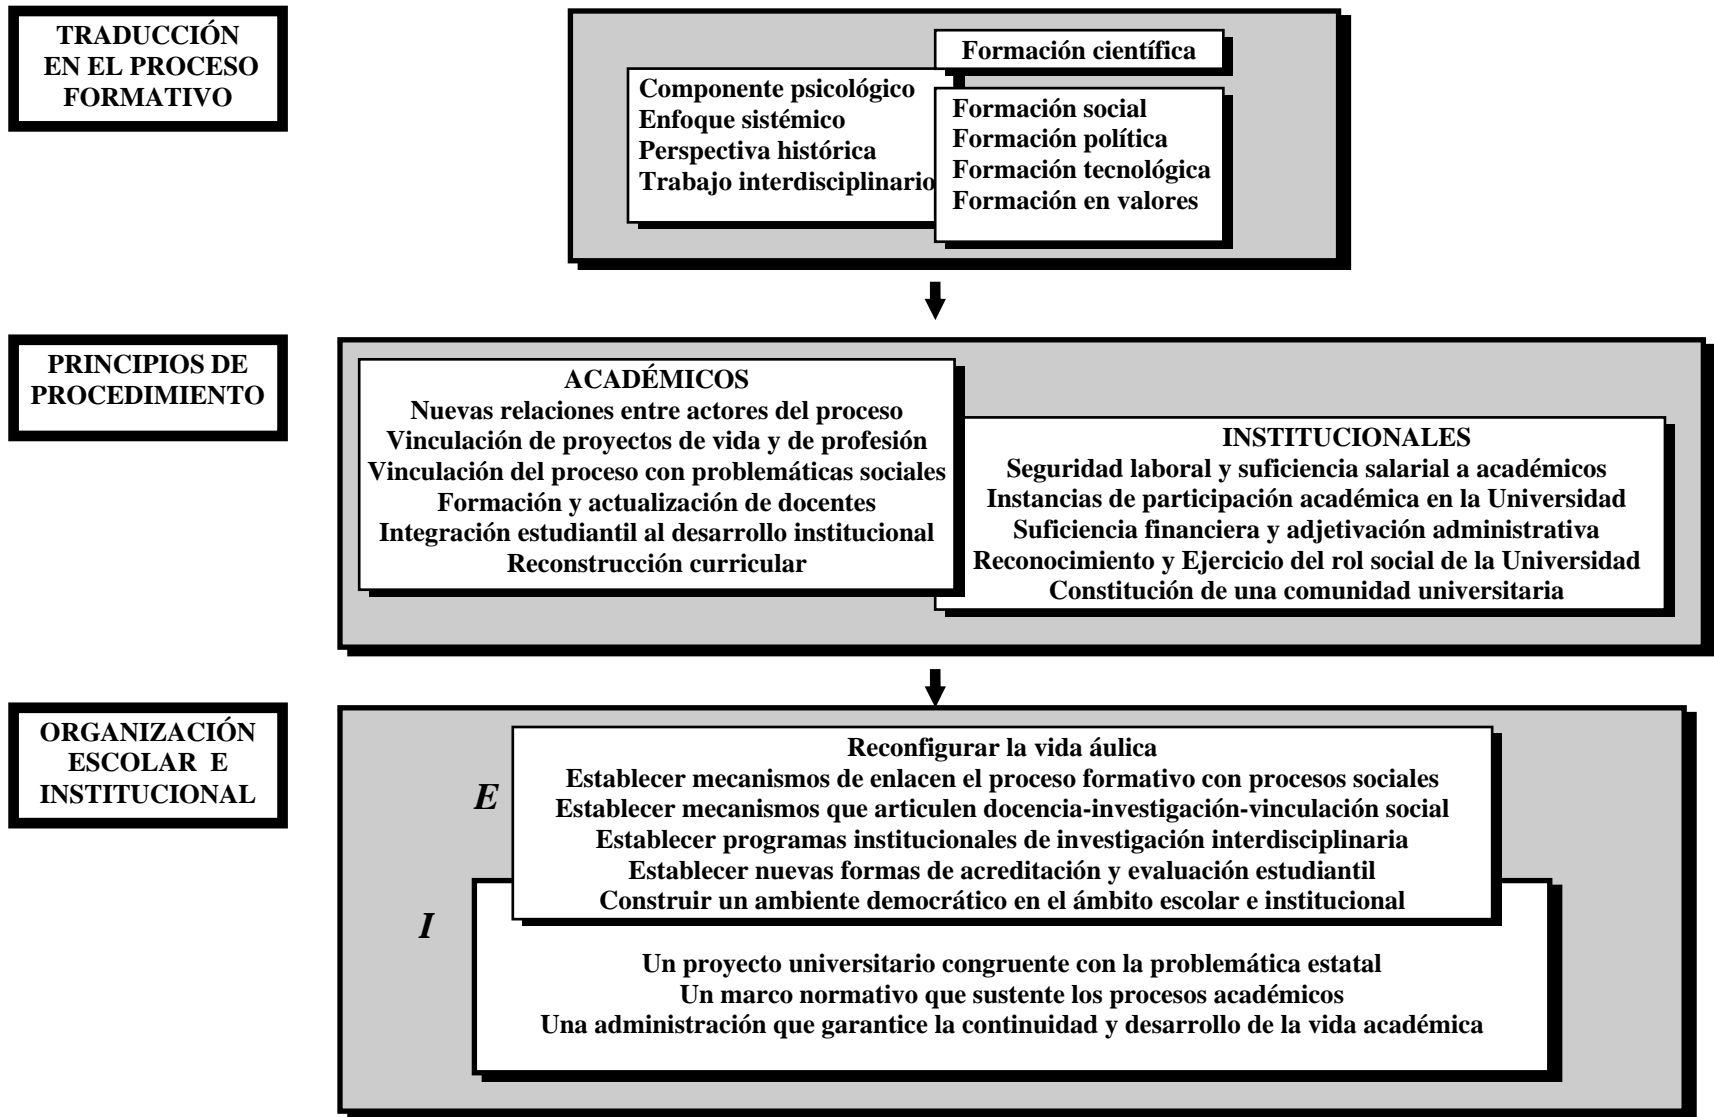 TRADUCCIÓN
EN EL PROCESO
FORMATIVO
Formación científica
Componente psicológico
Enfoque sistémico
Perspectiva histórica
Trabajo interdisciplinario
Formación social
Formación política
Formación tecnológica
Formación en valores
PRINCIPIOS DE
PROCEDIMIENTO
ACADÉMICOS
Nuevas relaciones entre actores del proceso
Vinculación de proyectos de vida y de profesión
Vinculación del proceso con problemáticas sociales
Formación y actualización de docentes
Integración estudiantil al desarrollo institucional
Reconstrucción curricular
INSTITUCIONALES
Seguridad laboral y suficiencia salarial a académicos
Instancias de participación académica en la Universidad
Suficiencia financiera y adjetivación administrativa
Reconocimiento y Ejercicio del rol social de la Universidad
Constitución de una comunidad universitaria
ORGANIZACIÓN
ESCOLAR E
INSTITUCIONAL
E
Reconfigurar la vida áulica
Establecer mecanismos de enlacen el proceso formativo con procesos sociales
Establecer mecanismos que articulen docencia-investigación-vinculación social
Establecer programas institucionales de investigación interdisciplinaria
Establecer nuevas formas de acreditación y evaluación estudiantil
Construir un ambiente democrático en el ámbito escolar e institucional
I
Un proyecto universitario congruente con la problemática estatal
Un marco normativo que sustente los procesos académicos
Una administración que garantice la continuidad y desarrollo de la vida académica